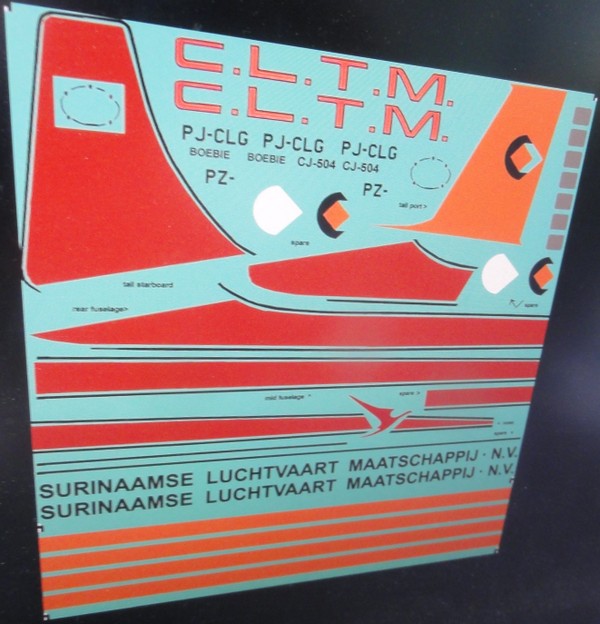 C.L.T.M.
C.L.T.M.
PJ-CLG PJ-CLG PJ-CLG
BOEBIE BOEBIE CJ-504 CJ-504
PZ- PZ-
tail port >
spare
tail starboard
spare
rear fuselage>
mid fuselage ^
spare >
SURINAAMSE LUCHTVAART MAATSCHAPPIJ · N.V.
SURINAAMSE LUCHTVAART MAATSCHAPPIJ · N.V.